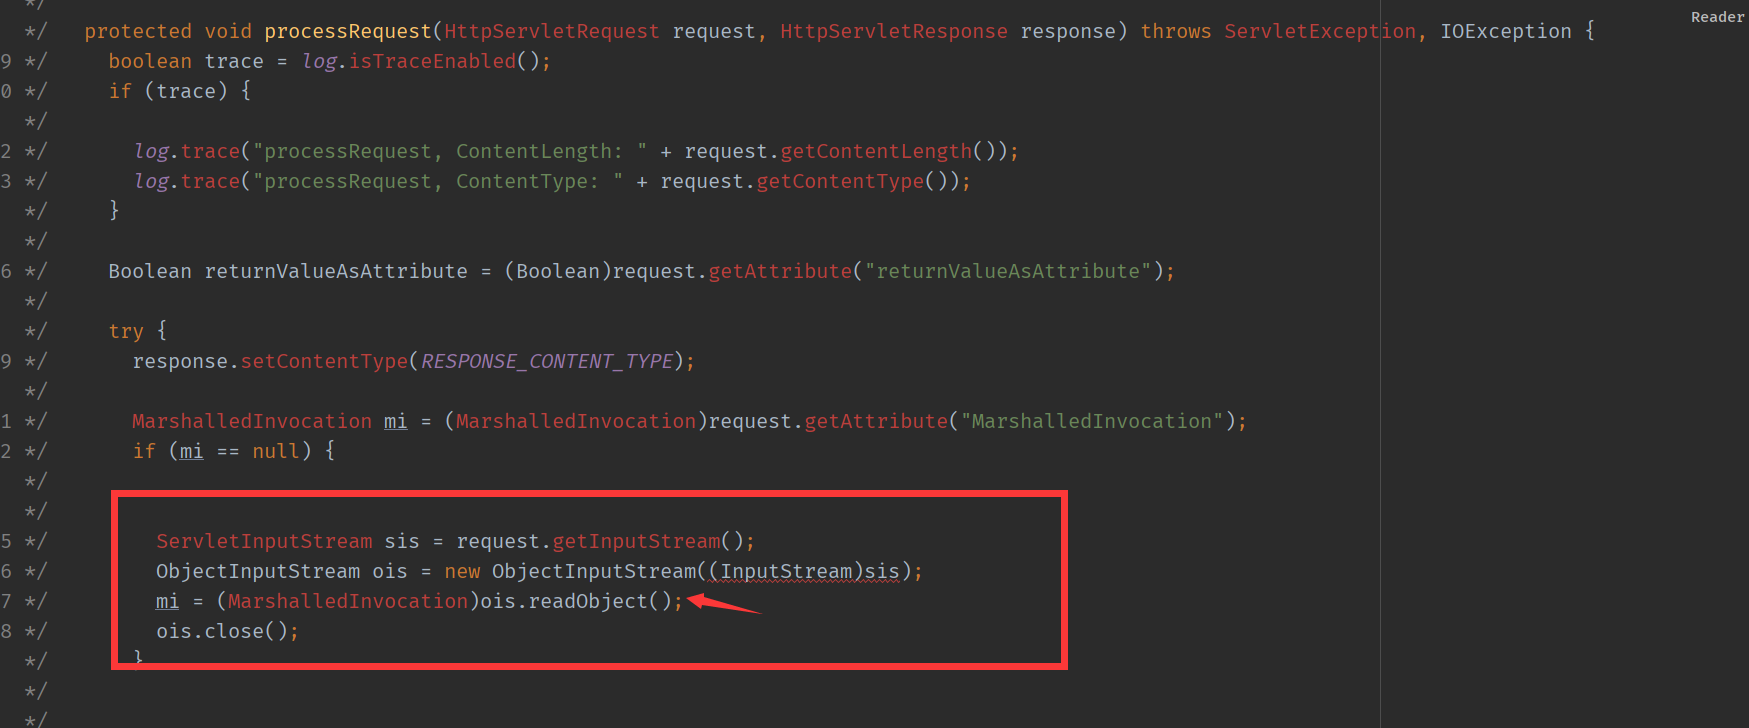 */
Reader
*/ protected void processRequest(HttpServletRequest request, HttpServletResponse response) throws ServletException, IOException {
9 */ boolean trace = log.isTraceEnabled();
0 */ if (trace) {
*/
2 */ log.trace("processRequest, ContentLength: " + request.getContentLength());
3 */ log.trace("processRequest, ContentType: " + request.getContentType());
*/ }
*/
6 */ Boolean returnValueAsAttribute = (Boolean)request.getAttribute("returnValueAsAttribute");
*/
*/ try {
9 */ response.setContentType(RESPONSE_CONTENT_TYPE);
*/
1 */ MarshalledInvocation mi = (MarshalledInvocation)request.getAttribute("MarshalledInvocation");
2 */ if (mi == null) {
*/
*/
5 */ ServletInputStream sis = request.getInputStream();
6 */ ObjectInputStream ois = new ObjectInputStream((InputStream)sis);
7 */ mi = (MarshalledInvocation)ois.readObject();
8 */ ois.close();
*/ }
*/
*/